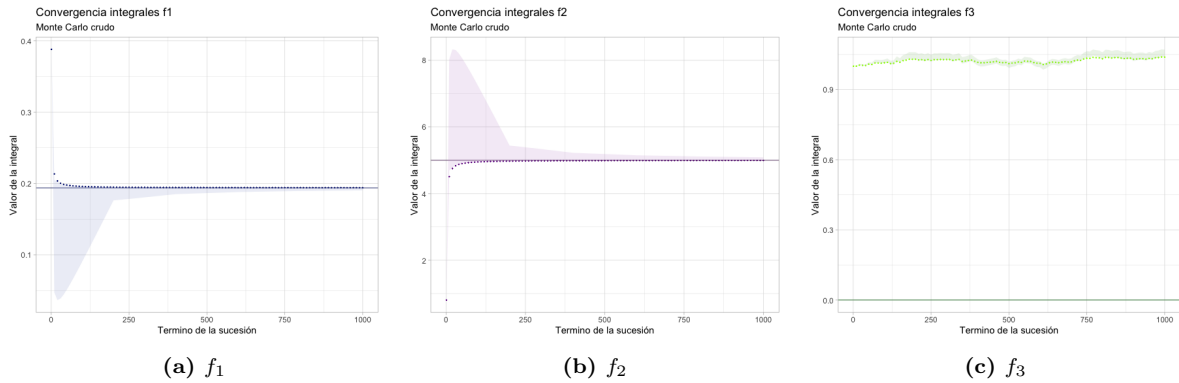 Convergencia integrales f1
Monte Carlo crudo
0.4
0.3
0.2
0.1
Valor de la integral
0
250
500
750
1000
Termino de la sucesión
(a) f1
Convergencia integrales f2
Monte Carlo crudo
8
6
4
2
Valor de la integral
0
250
500
750
1000
Termino de la sucesión
(b) f2
Convergencia integrales f3
Monte Carlo crudo
0.9
0.6
0.3
0.0
Valor de la integral
0
250
500
750
1000
Termino de la sucesión
(c) f3